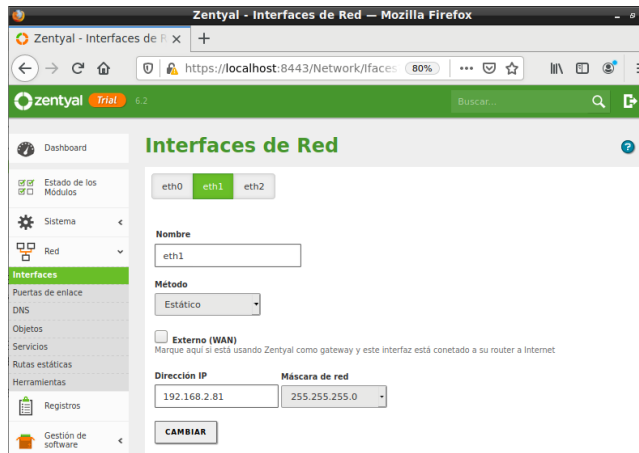 Zentyal - Interfaces de Red — Mozilla Firefox
Zentyal - Interfaces de R
https://localhost:8443/Network/Ifaces 80%
zentyal Trial 6.2 Buscar...
Interfaces de Red
Dashboard
Estado de los
Módulos
Sistema
Red
Interfaces
Puertas de enlace
DNS
Objetos
Servicios
Rutas estáticas
Herramientas
Registros
Gestión de
software
eth0 eth1 eth2
Nombre
eth1
Método
Estático
Externo (WAN)
Marque aquí si está usando Zentyal como gateway y este interfaz está conetado a su router a Internet
Dirección IP Máscara de red
192.168.2.81 255.255.255.0
CAMBIAR